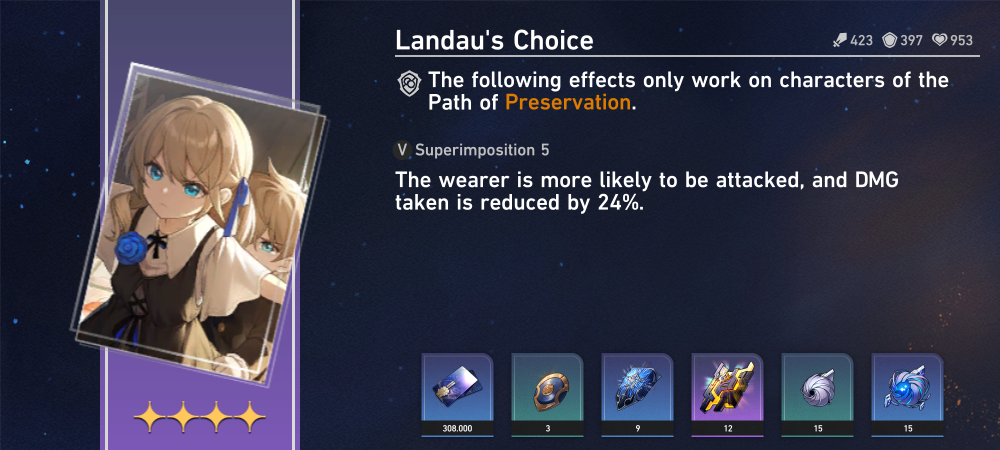 Landau's Choice
423 397 953
The following effects only work on characters of the
Path of Preservation.
V Superimposition 5
The wearer is more likely to be attacked, and DMG
taken is reduced by 24%.
308.000 3 9 12 15 15